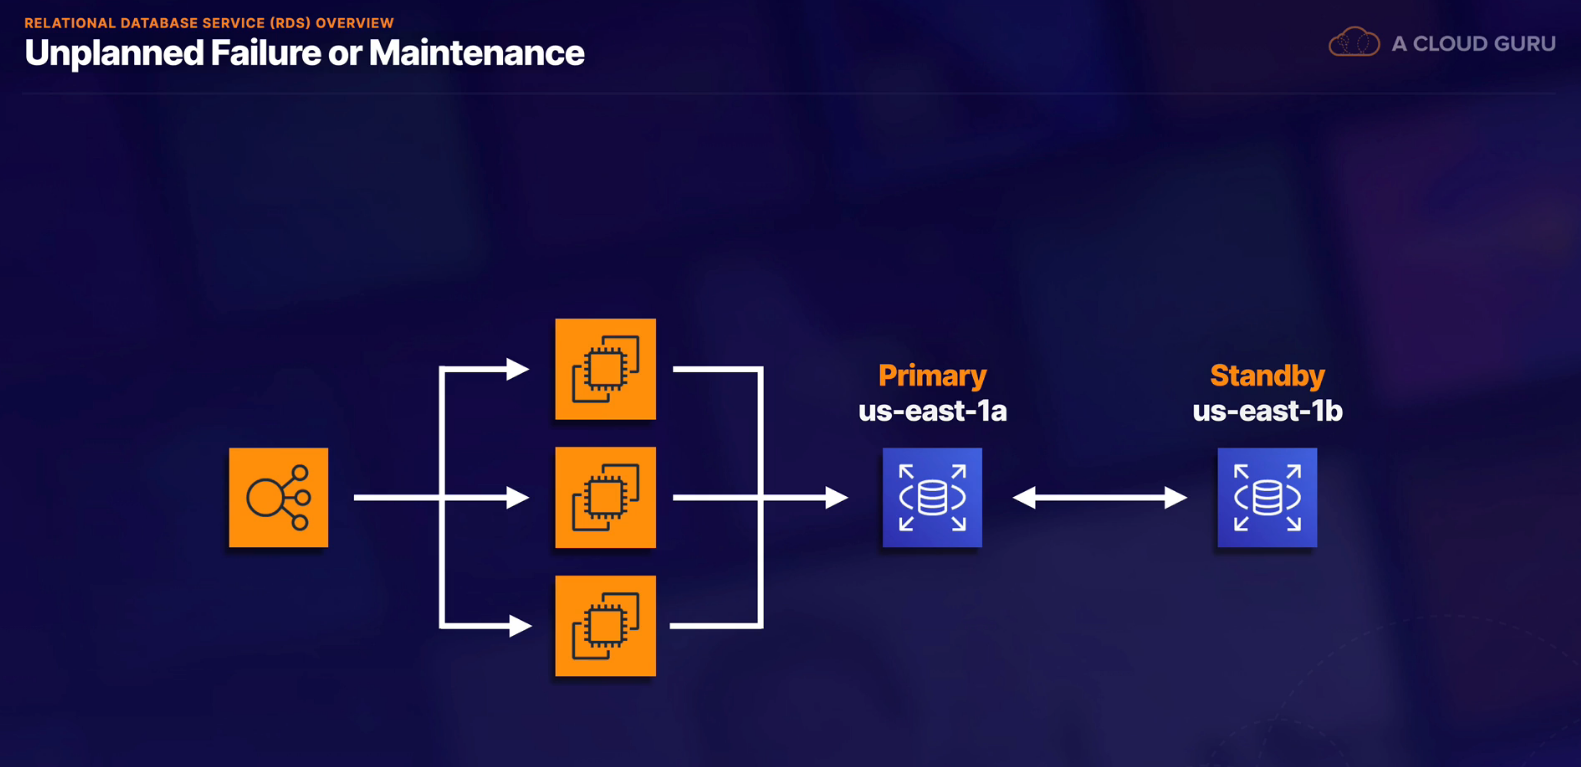 RELATIONAL DATABASE SERVICE (RDS) OVERVIEW
Unplanned Failure or Maintenance
A CLOUD GURU
Primary
us-east-1a
Standby
us-east-1b